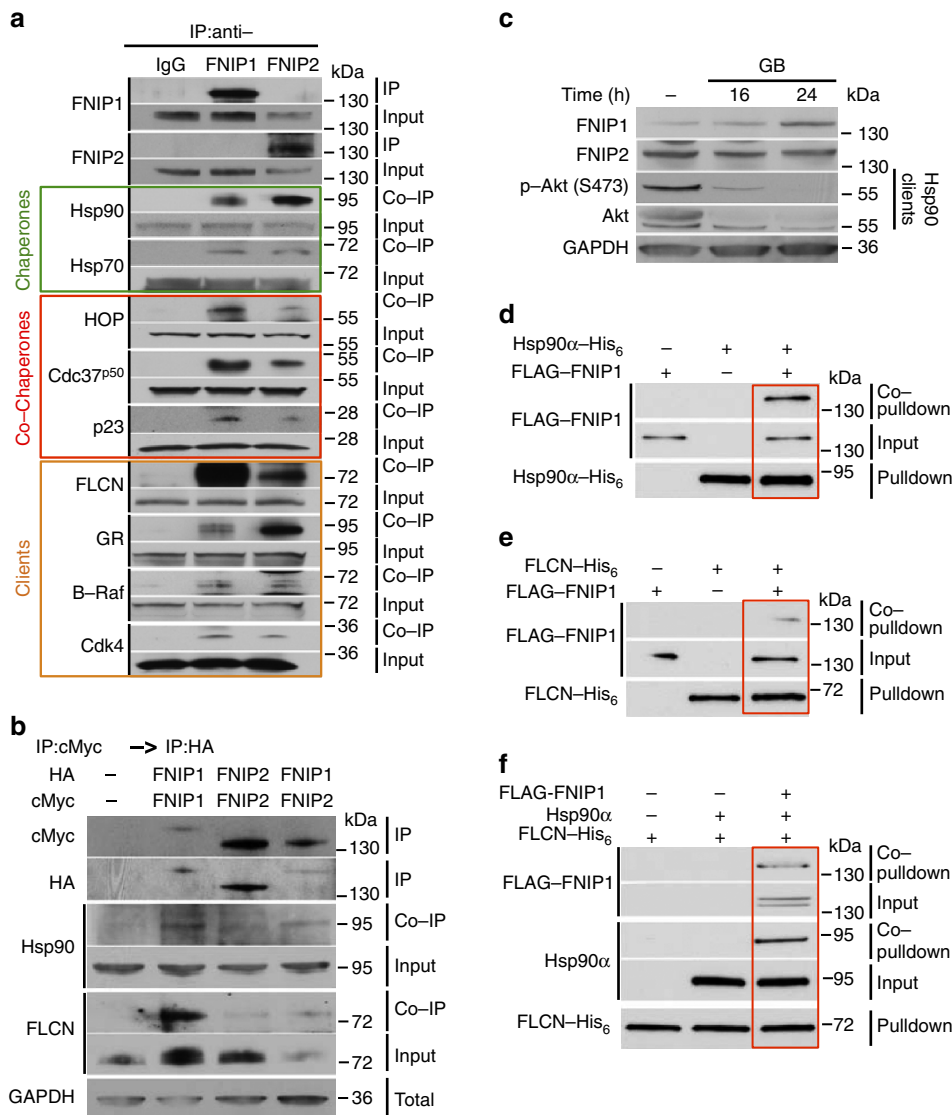 a
IP:anti–
IgG FNIP1 FNIP2 kDa
FNIP1 130 IP
130 Input
FNIP2 130 IP
130 Input
Chaperones
Hsp90 95 Co–IP
95 Input
Hsp70 72 Co–IP
72 Input
Co–Chaperones
HOP 55 Co–IP
55 Input
Cdc37p50 55 Co–IP
55 Input
p23 28 Co–IP
28 Input
Clients
FLCN 72 Co–IP
72 Input
GR 95 Co–IP
95 Input
B–Raf 72 Co–IP
72 Input
Cdk4 36 Co–IP
36 Input
b
IP:cMyc –> IP:HA
HA – FNIP1 FNIP2 FNIP1
cMyc – FNIP1 FNIP2 FNIP2
kDa
cMyc 130 IP
HA 130 IP
Hsp90 95 Co–IP
95 Input
FLCN 72 Co–IP
72 Input
GAPDH 36 Total
c
GB
Time (h) – 16 24 kDa
FNIP1 130
FNIP2 130
p–Akt (S473) 55
Akt 55
GAPDH 36
Hsp90 clients
d
Hsp90α–His6 – + +
FLAG–FNIP1 + – + kDa
FLAG–FNIP1 130 Co–pulldown
130 Input
Hsp90α–His6 95 Pulldown
e
FLCN–His6 – + +
FLAG–FNIP1 + – + kDa
FLAG–FNIP1 130 Co–pulldown
130 Input
FLCN–His6 72 Pulldown
f
FLAG-FNIP1 – – +
Hsp90α – + +
FLCN–His6 + + + kDa
FLAG–FNIP1 130 Co–pulldown
130 Input
Hsp90α 95 Co–pulldown
95 Input
FLCN–His6 72 Pulldown